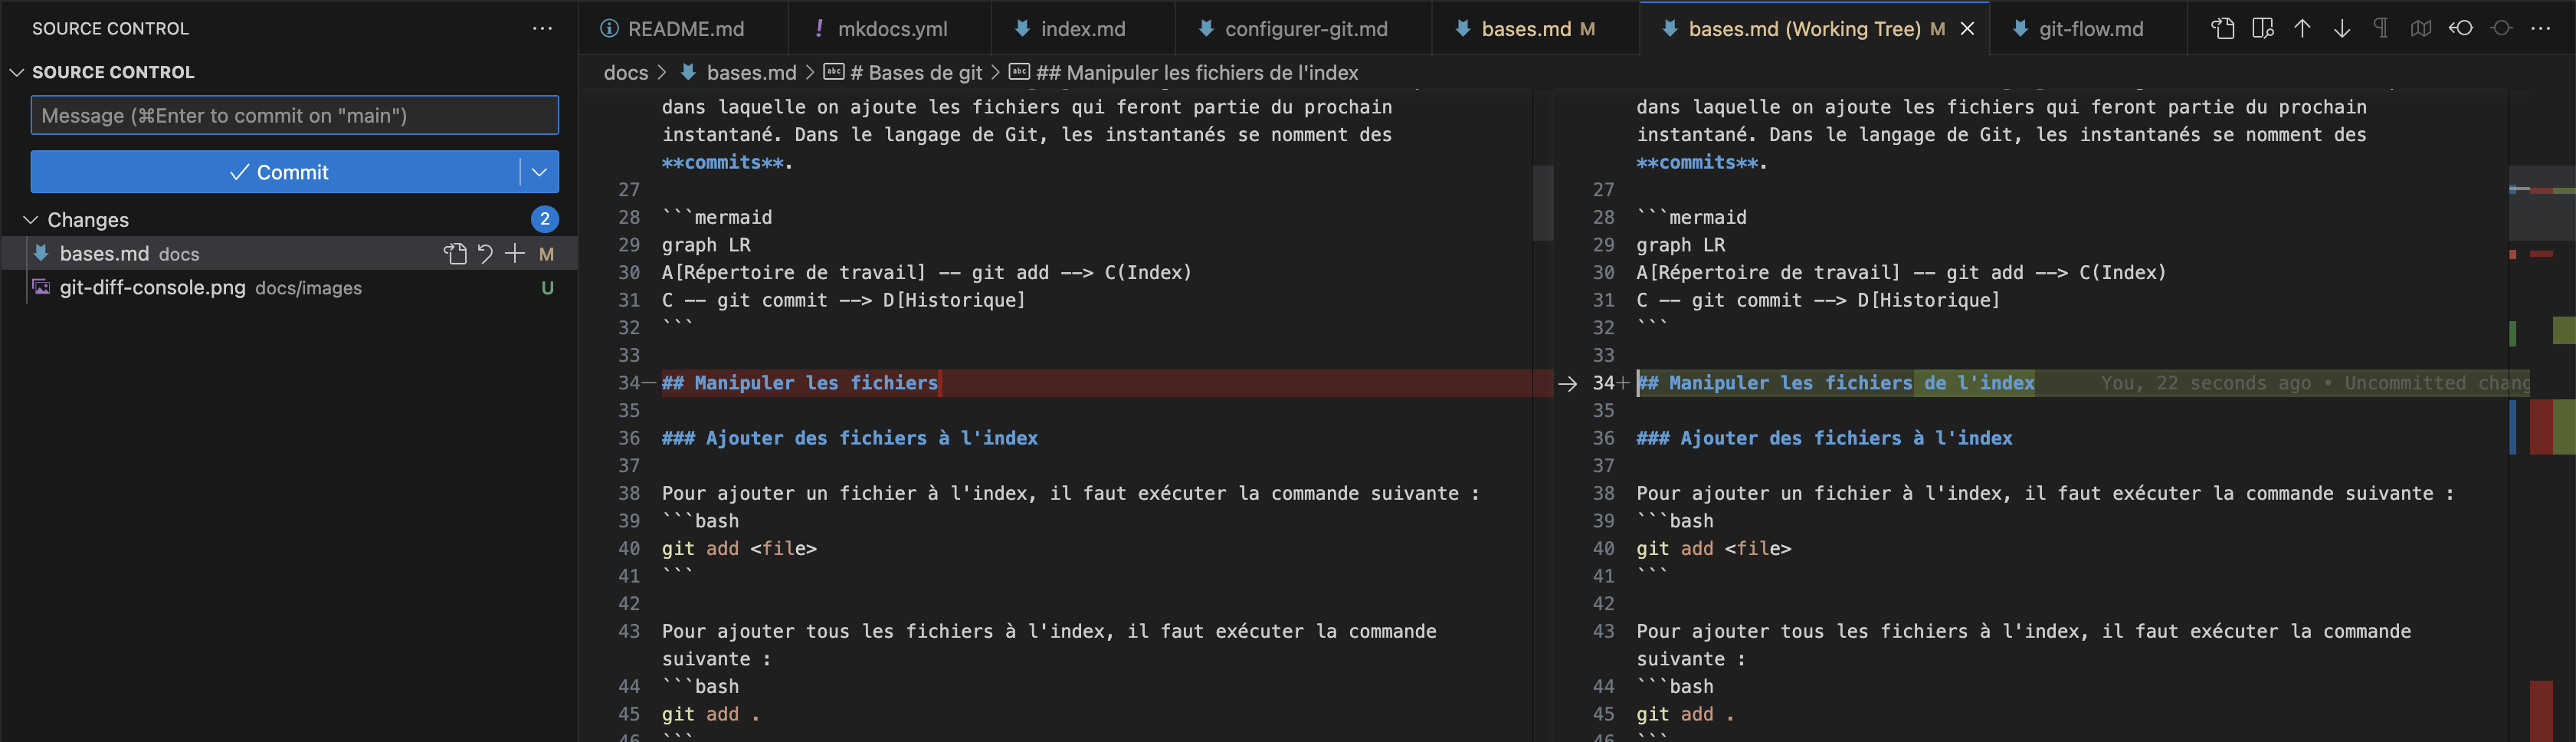 SOURCE CONTROL
README.md
mkdocs.yml
index.md
configurer-git.md
bases.md M
bases.md (Working Tree) M
git-flow.md
SOURCE CONTROL
Message (⌘Enter to commit on "main")
Commit
Changes
2
bases.md docs
M
git-diff-console.png docs/images
U
docs > bases.md > # Bases de git > ## Manipuler les fichiers de l'index
dans laquelle on ajoute les fichiers qui feront partie du prochain
instantané. Dans le langage de Git, les instantanés se nomment des
**commits**.
27
28 ```mermaid
29 graph LR
30 A[Répertoire de travail] -- git add --> C(Index)
31 C -- git commit --> D[Historique]
32 ```
33
34 ## Manipuler les fichiers
35
36 ### Ajouter des fichiers à l'index
37
38 Pour ajouter un fichier à l'index, il faut exécuter la commande suivante :
39 ```bash
40 git add <file>
41 ```
42
43 Pour ajouter tous les fichiers à l'index, il faut exécuter la commande
suivante :
44 ```bash
45 git add .
46 ```
dans laquelle on ajoute les fichiers qui feront partie du prochain
instantané. Dans le langage de Git, les instantanés se nomment des
**commits**.
27
28 ```mermaid
29 graph LR
30 A[Répertoire de travail] -- git add --> C(Index)
31 C -- git commit --> D[Historique]
32 ```
33
34+ ## Manipuler les fichiers de l'index You, 22 seconds ago • Uncommitted chang
35
36 ### Ajouter des fichiers à l'index
37
38 Pour ajouter un fichier à l'index, il faut exécuter la commande suivante :
39 ```bash
40 git add <file>
41 ```
42
43 Pour ajouter tous les fichiers à l'index, il faut exécuter la commande
suivante :
44 ```bash
45 git add .
46 ```